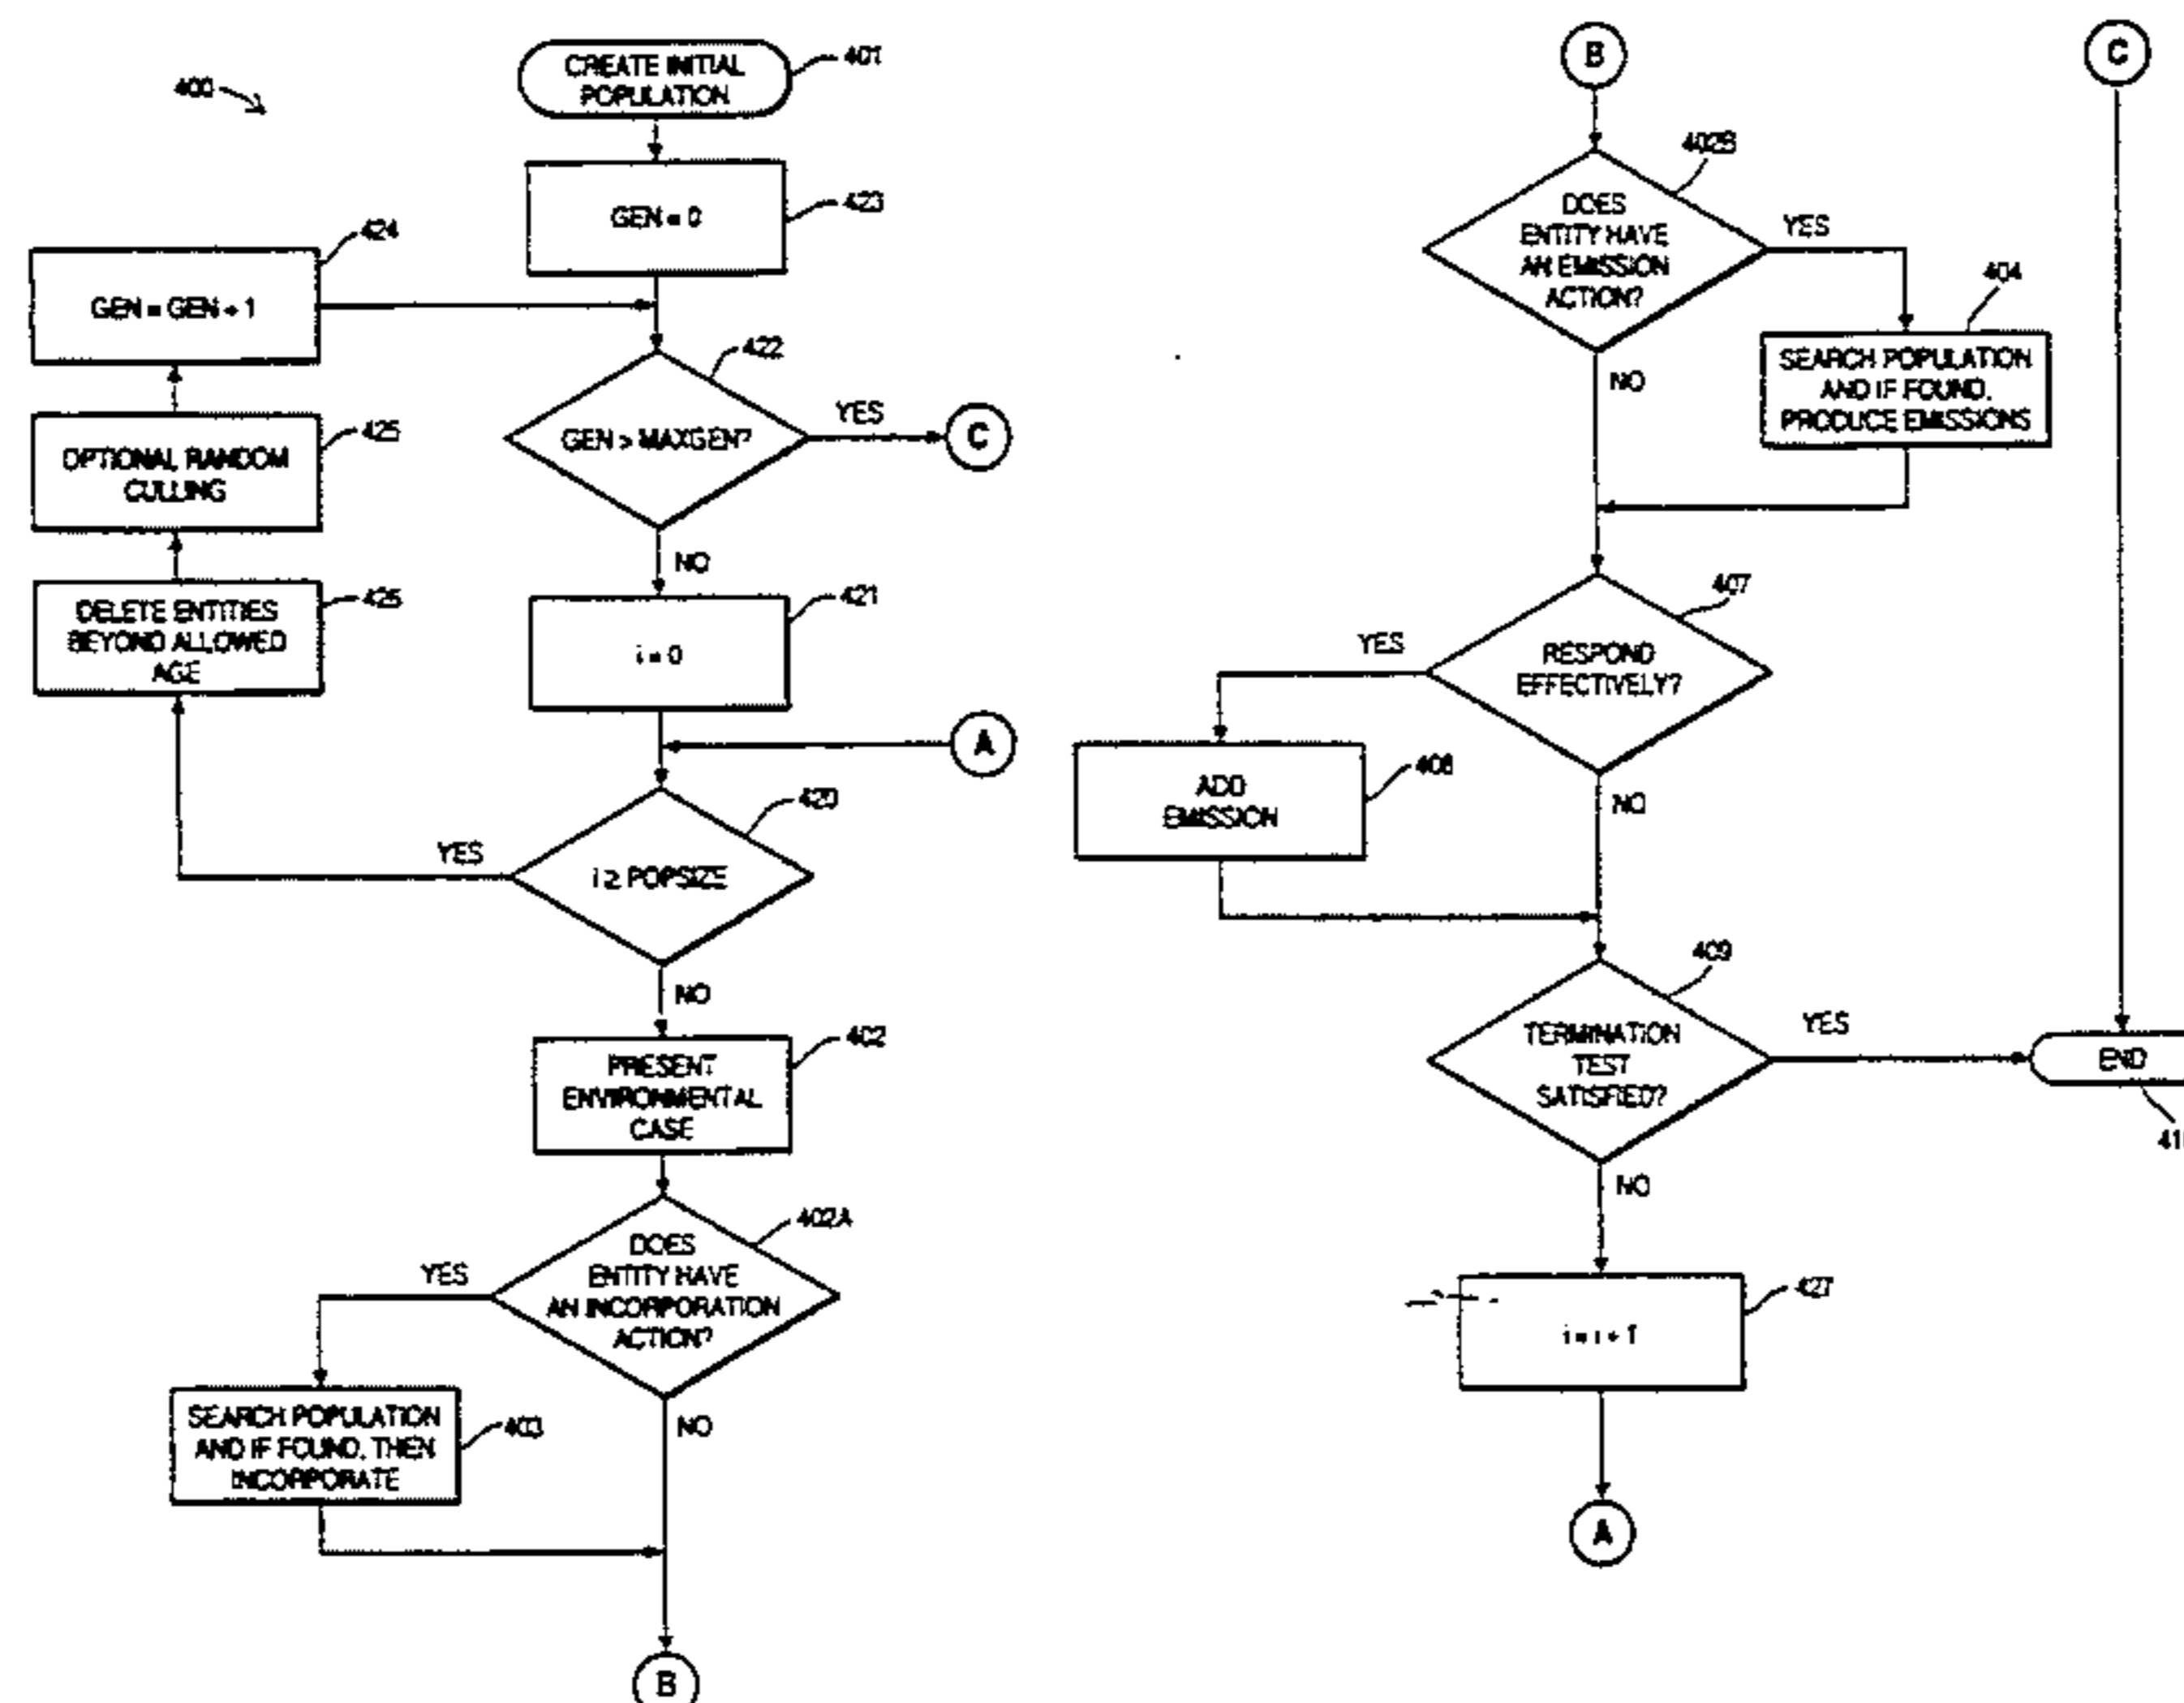 400
CREATE INITIAL
POPULATION
401
GEN = 0
423
424
GEN = GEN + 1
422
GEN > MAXGEN?
YES
C
NO
425
OPTIONAL RANDOM
CULLING
DELETE ENTITIES
BEYOND ALLOWED
AGE
421
i = 0
A
420
i ≥ POPSIZE
YES
NO
402
PRESENT
ENVIRONMENTAL
CASE
402A
DOES
ENTITY HAVE
AN INCORPORATION
ACTION?
YES
NO
SEARCH POPULATION
AND IF FOUND, THEN
INCORPORATE
403
B
B
402B
DOES
ENTITY HAVE
AN EMISSION
ACTION?
YES
NO
404
SEARCH POPULATION
AND IF FOUND,
PRODUCE EMISSIONS
407
RESPOND
EFFECTIVELY?
YES
NO
ADD
EMISSION
409
TERMINATION
TEST
SATISFIED?
YES
NO
427
i = i + 1
A
C
END